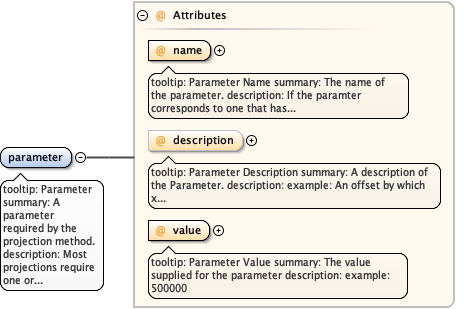 @ Attributes
@ name
tooltip: Parameter Name summary: The name of
the parameter. description: If the paramter
corresponds to one that has...
@ description
tooltip: Parameter Description summary: A description of
the Parameter. description: example: An offset by which
x...
@ value
tooltip: Parameter Value summary: The value
supplied for the parameter description: example:
500000
parameter
tooltip: Parameter
summary: A
parameter
required by the
projection method.
description: Most
projections require
one or...